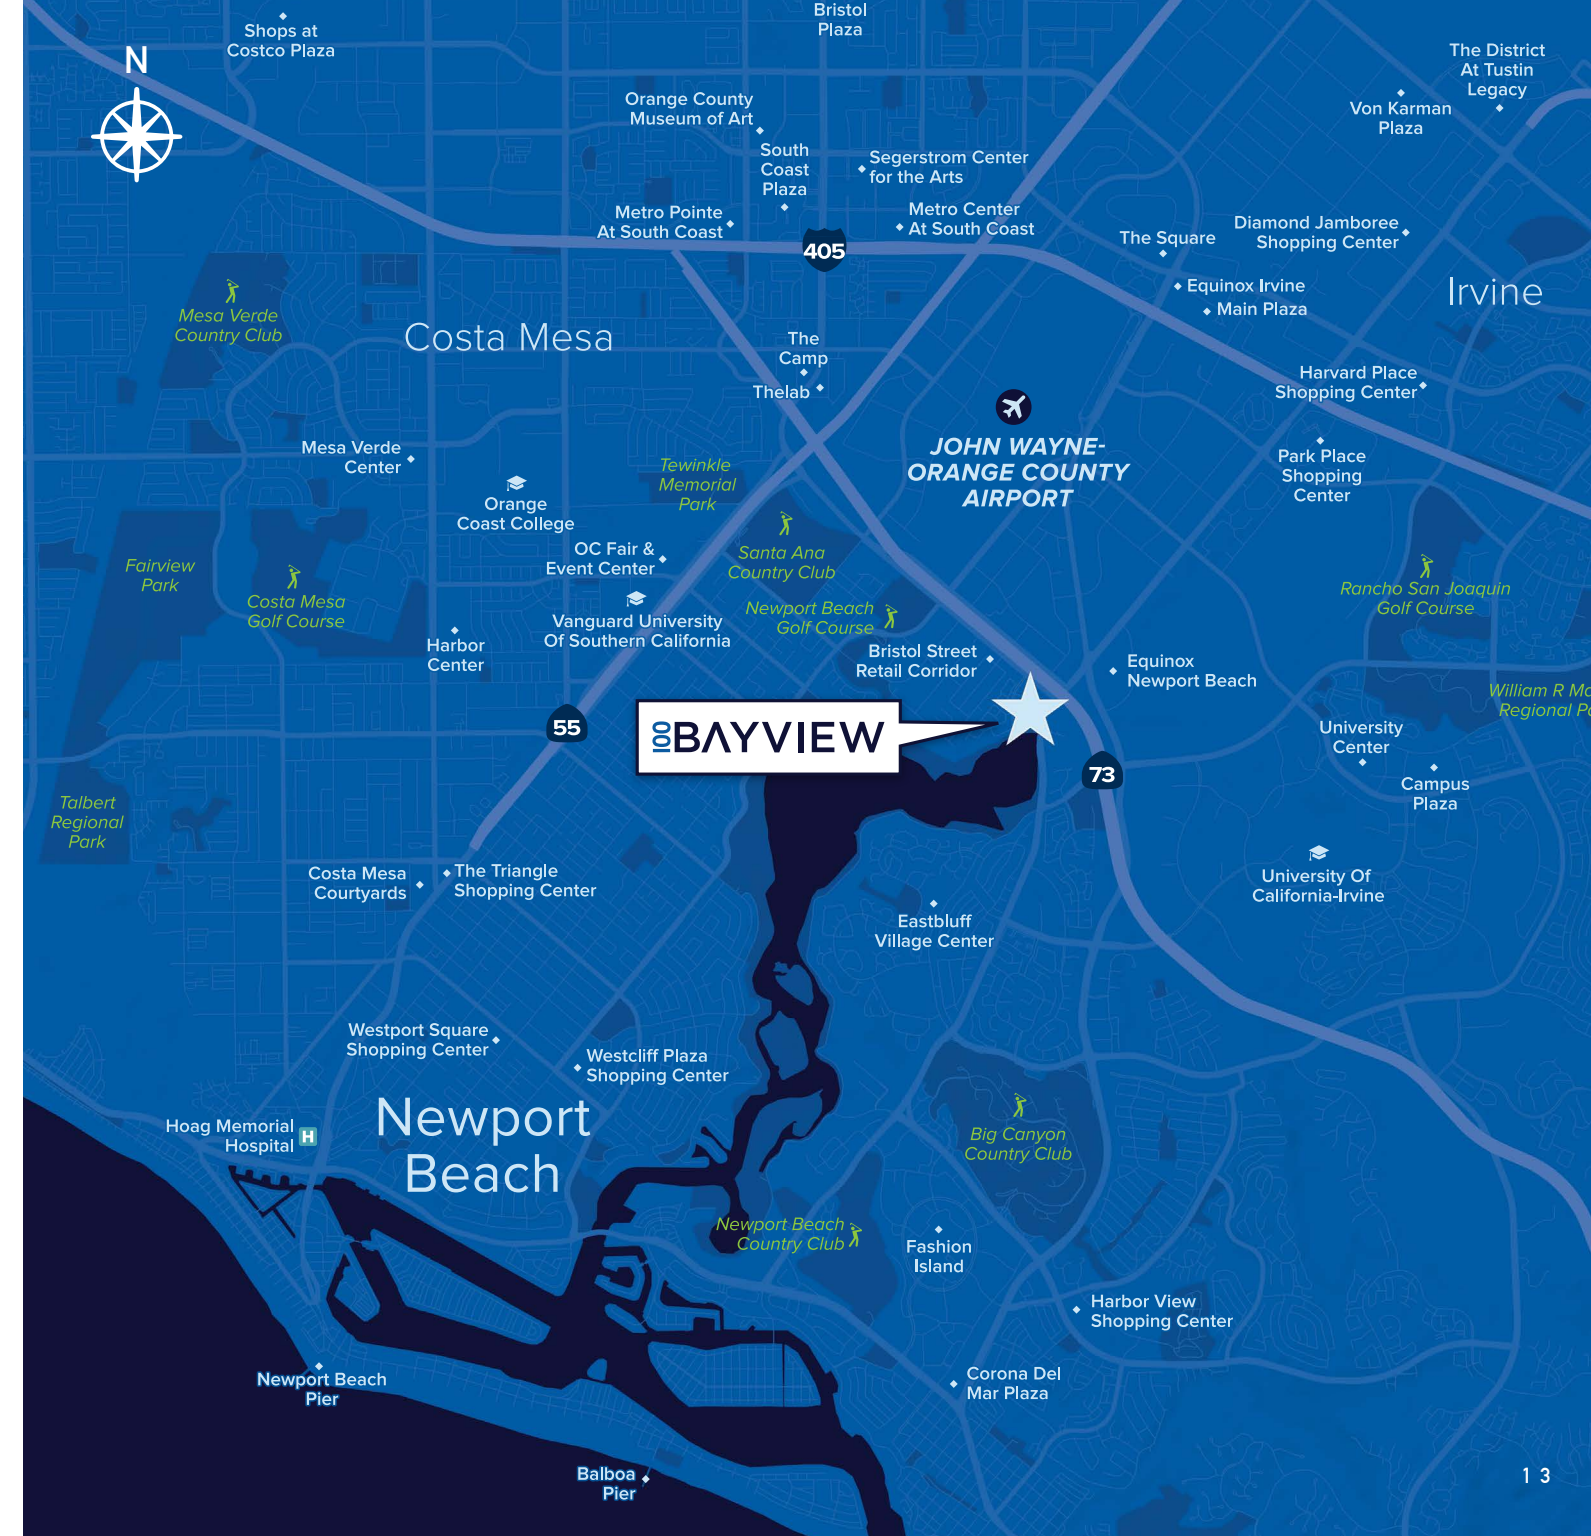 Bristol
Plaza
Shops at
Costco Plaza
N
The District
At Tustin
Legacy
Von Karman
Plaza
Orange County
Museum of Art
South
Coast
Plaza
Segerstrom Center
for the Arts
Metro Pointe
At South Coast
Metro Center
At South Coast
405
The Square
Diamond Jamboree
Shopping Center
Equinox Irvine
Main Plaza
Irvine
Mesa Verde
Country Club
Costa Mesa
The
Camp
Thelab
Harvard Place
Shopping Center
JOHN WAYNE-
ORANGE COUNTY
AIRPORT
Mesa Verde
Center
Park Place
Shopping
Center
Tewinkle
Memorial
Park
Orange
Coast College
OC Fair &
Event Center
Santa Ana
Country Club
Fairview
Park
Costa Mesa
Golf Course
Rancho San Joaquin
Golf Course
Newport Beach
Golf Course
Vanguard University
Of Southern California
Harbor
Center
Bristol Street
Retail Corridor
Equinox
Newport Beach
William R Ma
Regional Pa
55
100 BAYVIEW
University
Center
73
Campus
Plaza
Talbert
Regional
Park
Costa Mesa
Courtyards
The Triangle
Shopping Center
University Of
California-Irvine
Eastbluff
Village Center
Westport Square
Shopping Center
Westcliff Plaza
Shopping Center
Newport
Beach
Hoag Memorial
Hospital
H
Big Canyon
Country Club
Newport Beach
Country Club
Fashion
Island
Harbor View
Shopping Center
Newport Beach
Pier
Corona Del
Mar Plaza
Balboa
Pier
13